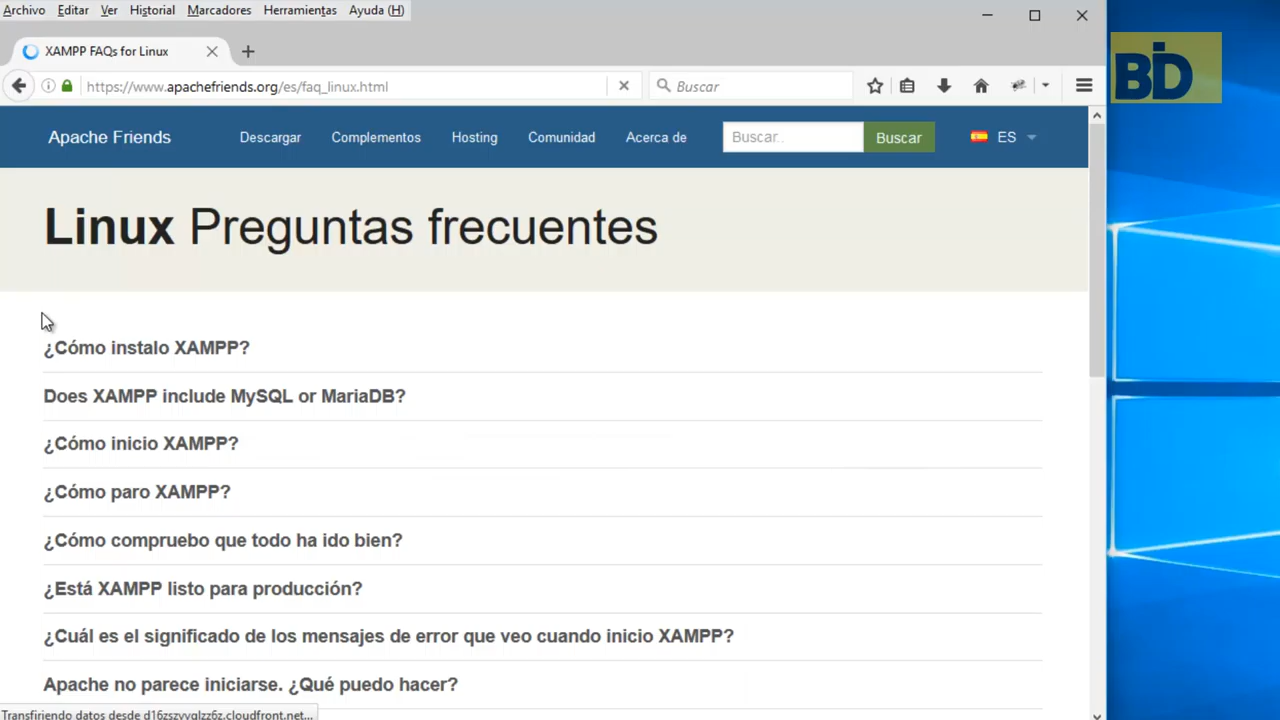 Archivo Editar Ver Historial Marcadores Herramientas Ayuda (H)
XAMPP FAQs for Linux
https://www.apachefriends.org/es/faq_linux.html
Buscar
BID
Apache Friends Descargar Complementos Hosting Comunidad Acerca de Buscar.. Buscar ES
Linux Preguntas frecuentes
¿Cómo instalo XAMPP?
Does XAMPP include MySQL or MariaDB?
¿Cómo inicio XAMPP?
¿Cómo paro XAMPP?
¿Cómo compruebo que todo ha ido bien?
¿Está XAMPP listo para producción?
¿Cuál es el significado de los mensajes de error que veo cuando inicio XAMPP?
Apache no parece iniciarse. ¿Qué puedo hacer?
Transfiriendo datos desde